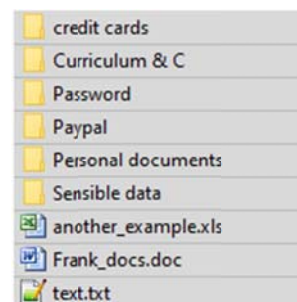 credit cards
Curriculum & C
Password
Paypal
Personal documents
Sensible data
another_example.xls
Frank_docs.doc
text.txt